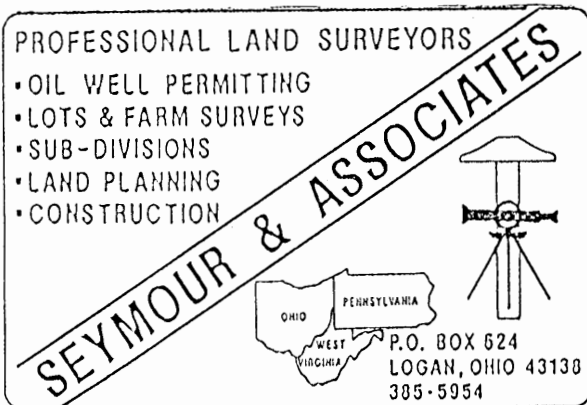 PROFESSIONAL LAND SURVEYORS
▪OIL WELL PERMITTING
▪LOTS & FARM SURVEYS
▪SUB-DIVISIONS
▪LAND PLANNING
▪CONSTRUCTION
SEYMOUR & ASSOCIATES
OHIO
PENNSYLVANIA
WEST
VIRGINIA
P.O. BOX 624
LOGAN, OHIO 43138
385-5954